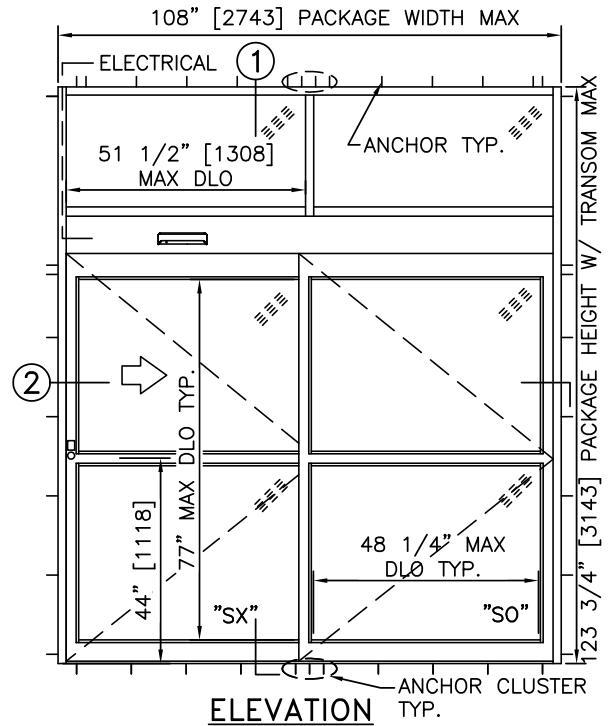 108" [2743] PACKAGE WIDTH MAX
ELECTRICAL
1
51 1/2" [1308]
MAX DLO
ANCHOR TYP.
123 3/4" [3143] PACKAGE HEIGHT W/ TRANSOM MAX
2
77" MAX DLO TYP.
44" [1118]
48 1/4" MAX
DLO TYP.
"SX"
"SO"
ANCHOR CLUSTER
TYP.
ELEVATION